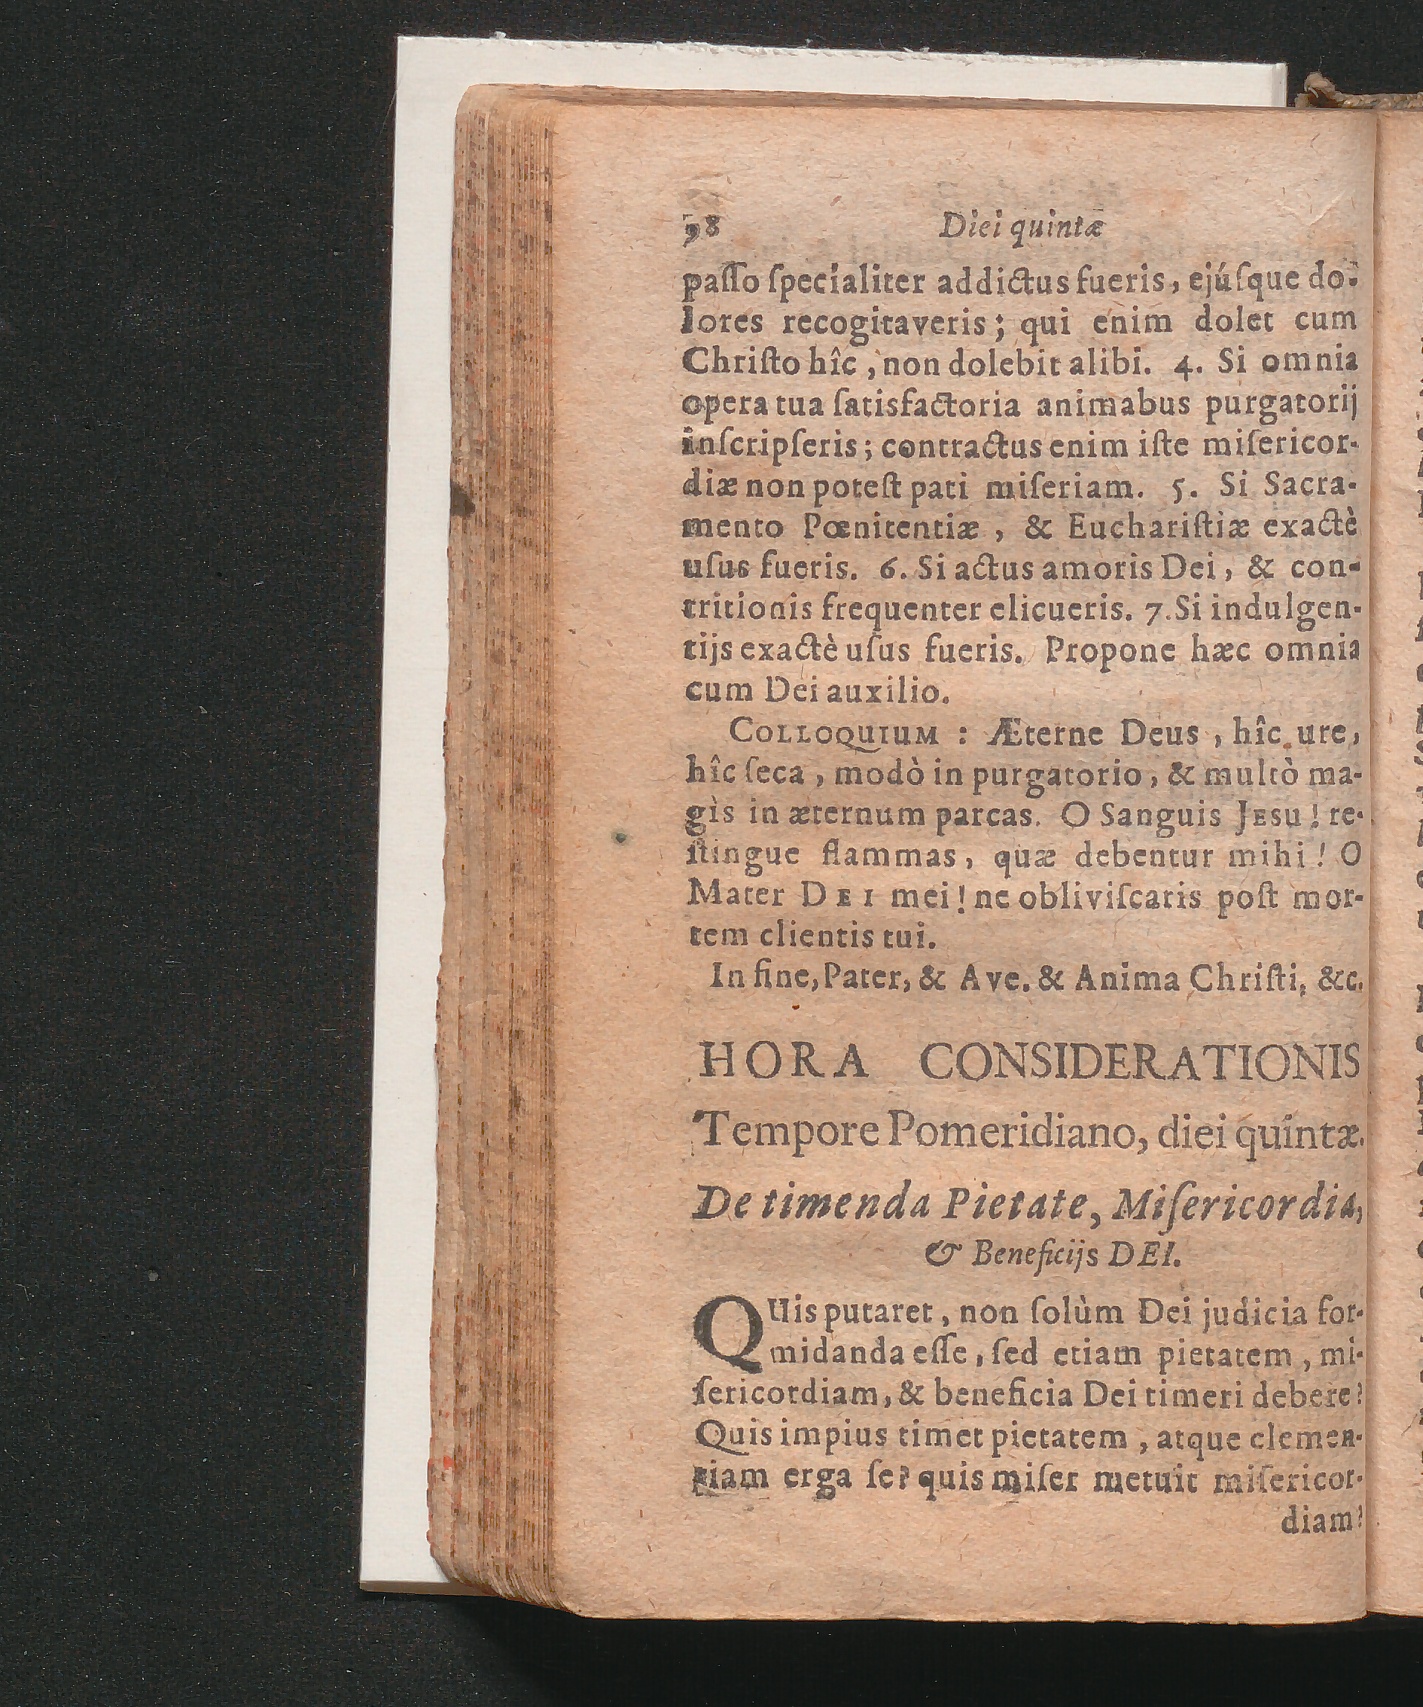 98 Diei quintæ
paſſo ſpecialiter addictus fueris, ejúſque do-
lores recogitaveris; qui enim dolet cum
Chriſto hîc, non dolebit alibi. 4. Si omnia
opera tua ſatisfactoria animabus purgatorij
inſcripſeris; contractus enim iſte miſericor-
diæ non poteſt pati miſeriam. 5. Si Sacra-
mento Pœnitentiæ, & Euchariſtiæ exactè
uſus fueris. 6. Si actus amoris Dei, & con-
tritionis frequenter elicueris. 7. Si indulgen-
tijs exactè uſus fueris. Propone hæc omnia
cum Dei auxilio.
COLLOQUIUM : Æterne Deus, hîc ure,
hîc ſeca, modò in purgatorio, & multò ma-
gìs in æternum parcas. O Sanguis JESU! re-
ſtingue flammas, quæ debentur mihi! O
Mater DEI mei! ne obliviſcaris poſt mor-
tem clientis tui.
In fine, Pater, & Ave. & Anima Chriſti, &c.
HORA CONSIDERATIONIS
Tempore Pomeridiano, diei quintæ.
De timenda Pietate, Miſericordia,
& Beneficijs DEI.
QUis putaret, non ſolùm Dei judicia for-
midanda eſſe, ſed etiam pietatem, mi-
ſericordiam, & beneficia Dei timeri debere?
Quis impius timet pietatem, atque clemen-
tiam erga ſe? quis miſer metuit miſericor-
diam?